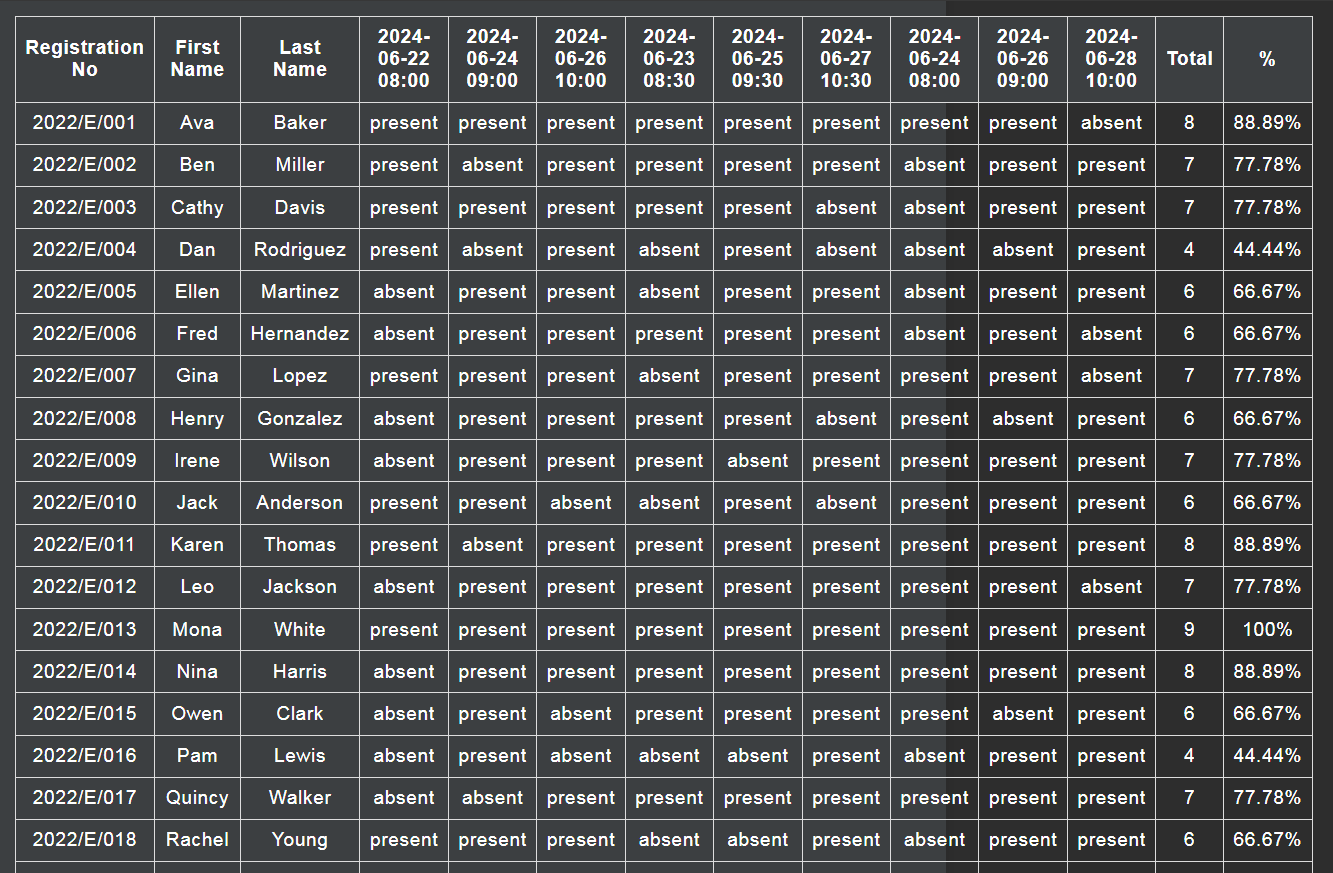 Registration No | First Name | Last Name | 2024-06-22 08:00 | 2024-06-24 09:00 | 2024-06-26 10:00 | 2024-06-23 08:30 | 2024-06-25 09:30 | 2024-06-27 10:30 | 2024-06-24 08:00 | 2024-06-26 09:00 | 2024-06-28 10:00 | Total | %
2022/E/001 Ava Baker present present present present present present present present absent 8 88.89%
2022/E/002 Ben Miller present absent present present present present absent present present 7 77.78%
2022/E/003 Cathy Davis present present present present present absent absent present present 7 77.78%
2022/E/004 Dan Rodriguez present absent present absent present absent absent absent present 4 44.44%
2022/E/005 Ellen Martinez absent present present absent present present absent present present 6 66.67%
2022/E/006 Fred Hernandez absent present present present present present absent present absent 6 66.67%
2022/E/007 Gina Lopez present present present absent present present present present absent 7 77.78%
2022/E/008 Henry Gonzalez absent present present present present absent present absent present 6 66.67%
2022/E/009 Irene Wilson absent present present present absent present present present present 7 77.78%
2022/E/010 Jack Anderson present present absent absent present absent present present present 6 66.67%
2022/E/011 Karen Thomas present absent present present present present present present present 8 88.89%
2022/E/012 Leo Jackson absent present present present present present present present absent 7 77.78%
2022/E/013 Mona White present present present present present present present present present 9 100%
2022/E/014 Nina Harris absent present present present present present present present present 8 88.89%
2022/E/015 Owen Clark absent present absent present present present present absent present 6 66.67%
2022/E/016 Pam Lewis absent present absent absent absent present absent present present 4 44.44%
2022/E/017 Quincy Walker absent absent present present present present present present present 7 77.78%
2022/E/018 Rachel Young present present present absent absent present absent present present 6 66.67%